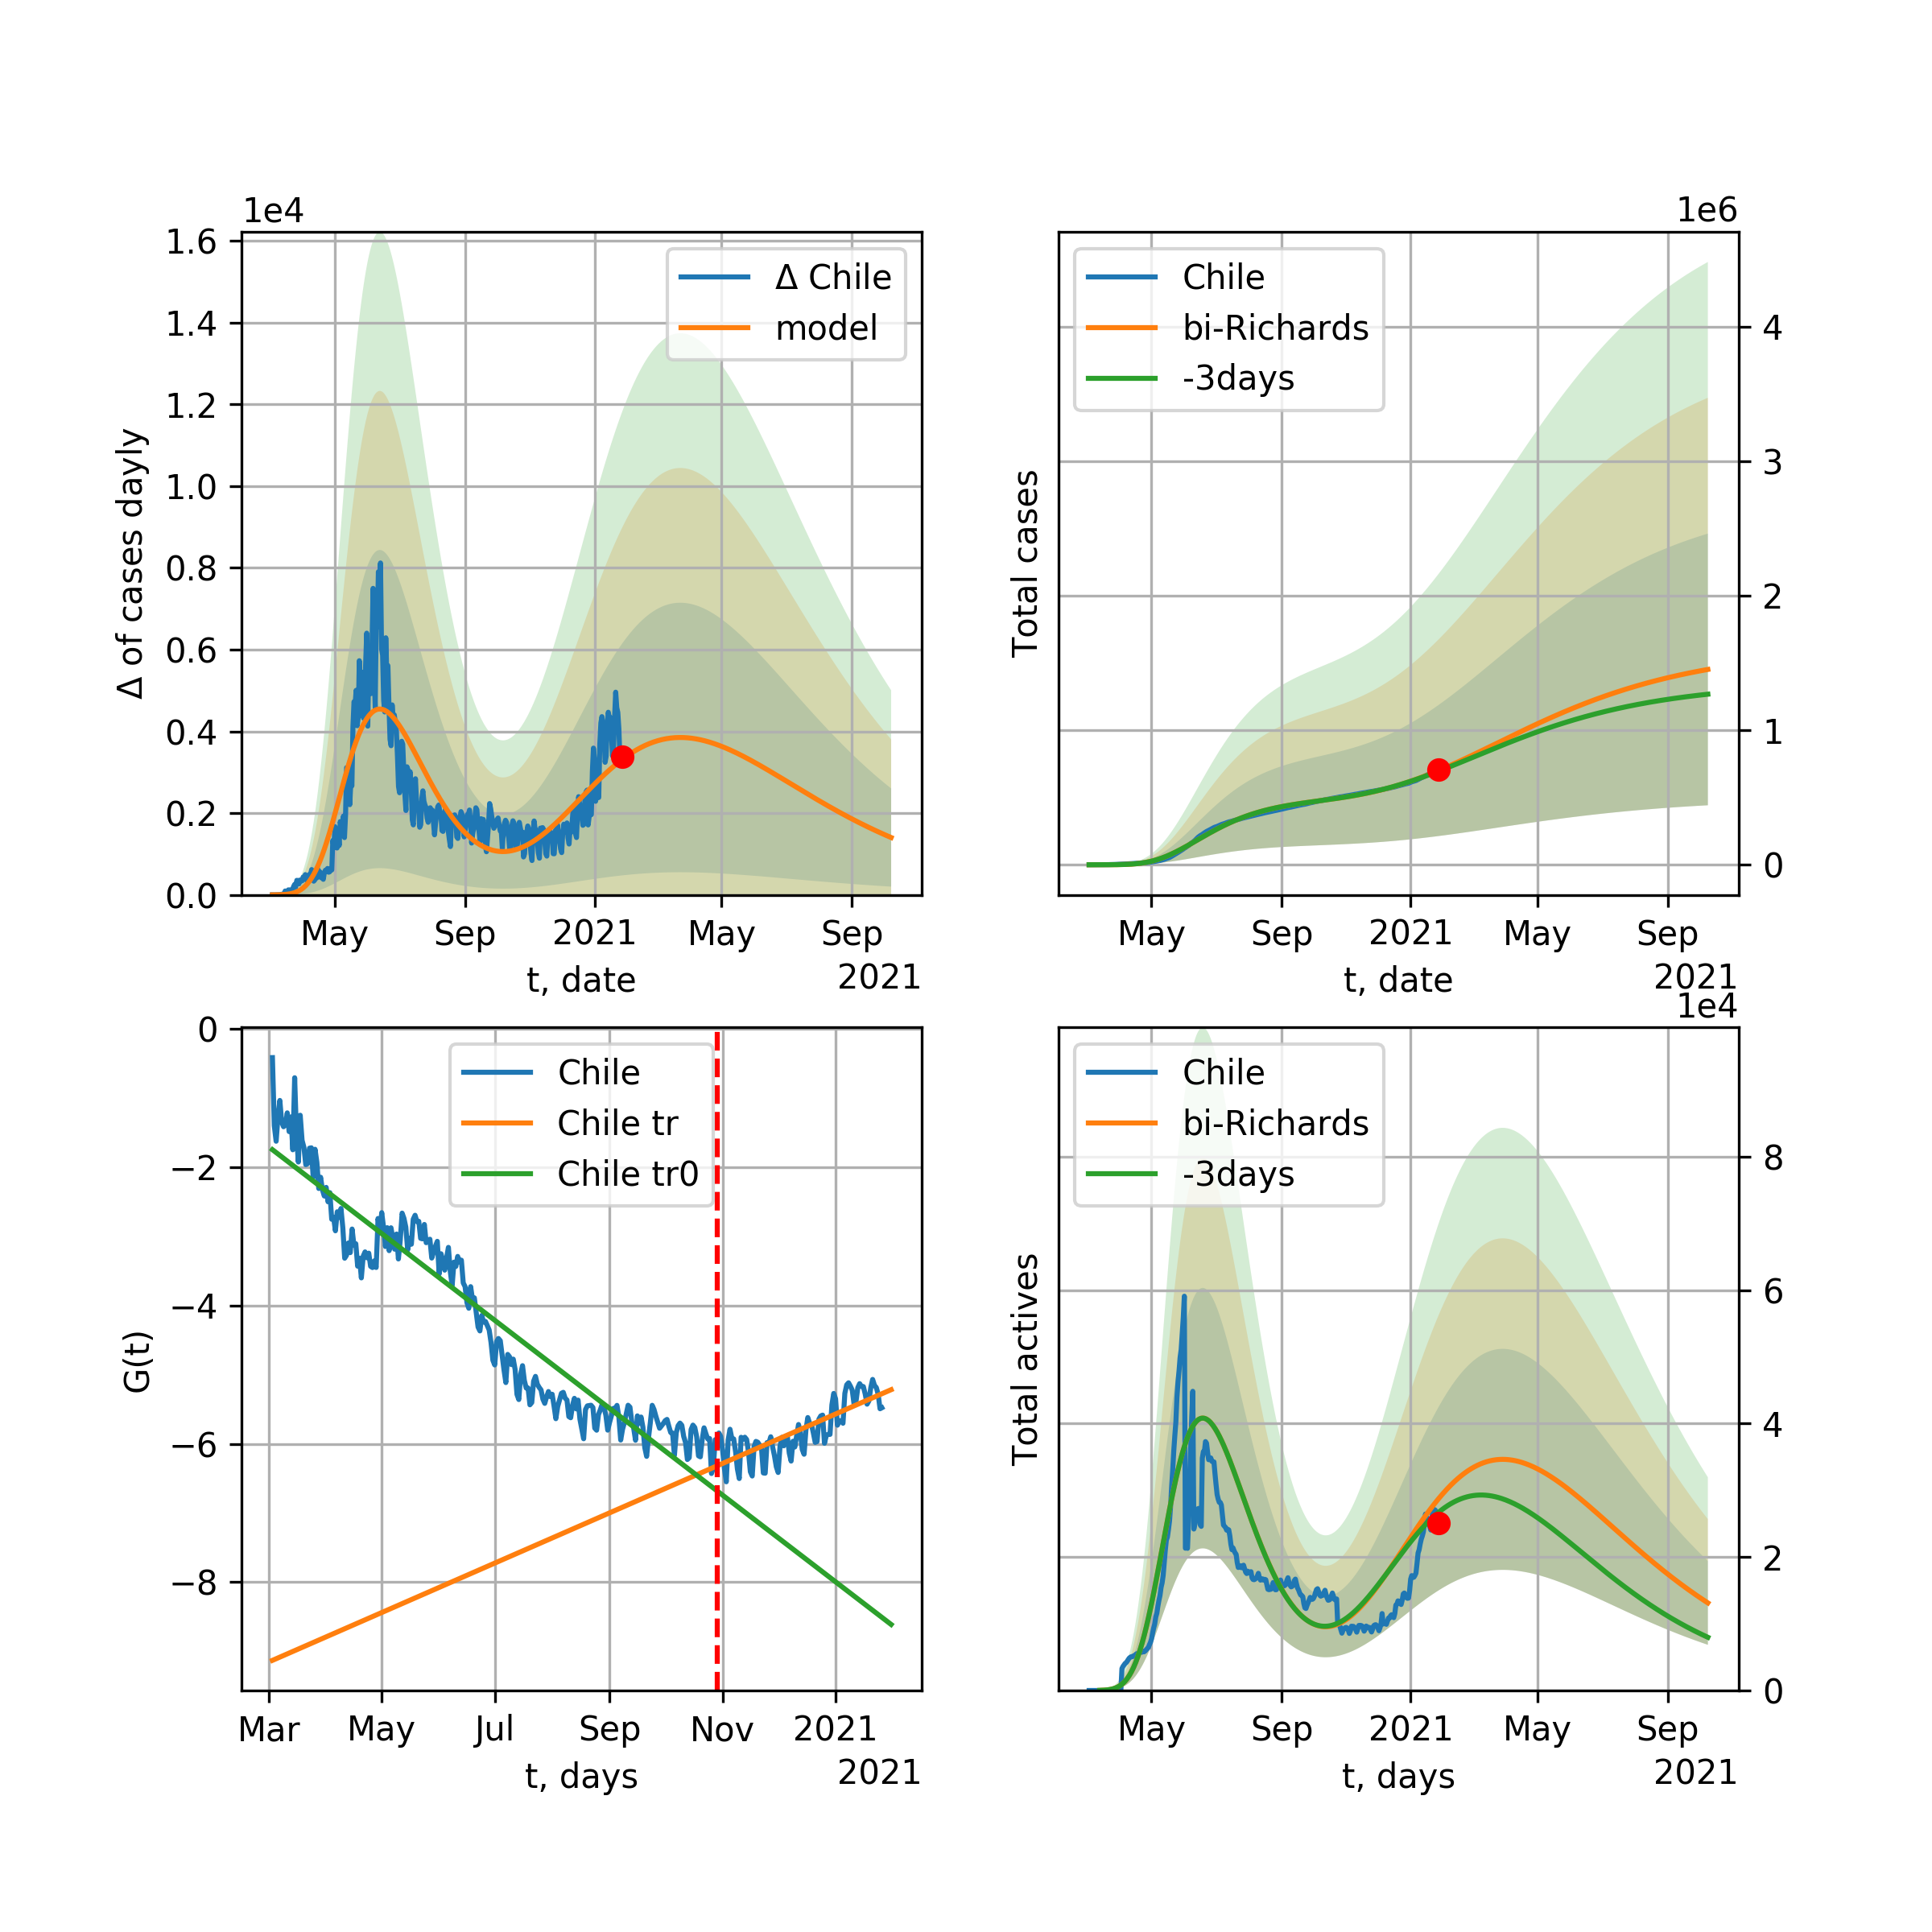 1e4
1.6
1.4
1.2
1.0
0.8
0.6
0.4
0.2
0.0
Δ of cases dayly
Δ Chile
model
May Sep 2021 May Sep
t, date
2021
1e6
Chile
bi-Richards
-3days
4
3
2
1
0
Total cases
May Sep 2021 May Sep
t, date
2021
0
−2
−4
−6
−8
G(t)
Chile
Chile tr
Chile tr0
Mar May Jul Sep Nov 2021
t, days
2021
1e4
Chile
bi-Richards
-3days
8
6
4
2
0
Total actives
May Sep 2021 May Sep
t, days
2021